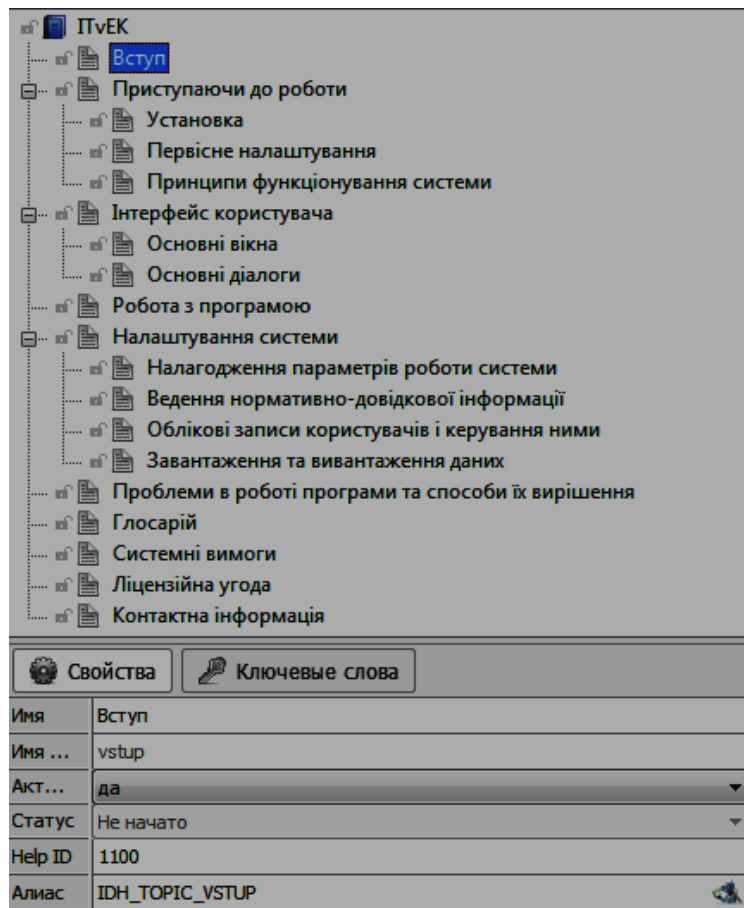 ITvEK
Вступ
Приступаючи до роботи
Установка
Первісне налаштування
Принципи функціонування системи
Інтерфейс користувача
Основні вікна
Основні діалоги
Робота з програмою
Налаштування системи
Налагодження параметрів роботи системи
Ведення нормативно-довідкової інформації
Облікові записи користувачів і керування ними
Завантаження та вивантаження даних
Проблеми в роботі програми та способи їх вирішення
Глосарій
Системні вимоги
Ліцензійна угода
Контактна інформація
Свойства Ключевые слова
Имя Вступ
Имя ... vstup
Акт... да
Статус Не начато
Help ID 1100
Алиас IDH_TOPIC_VSTUP